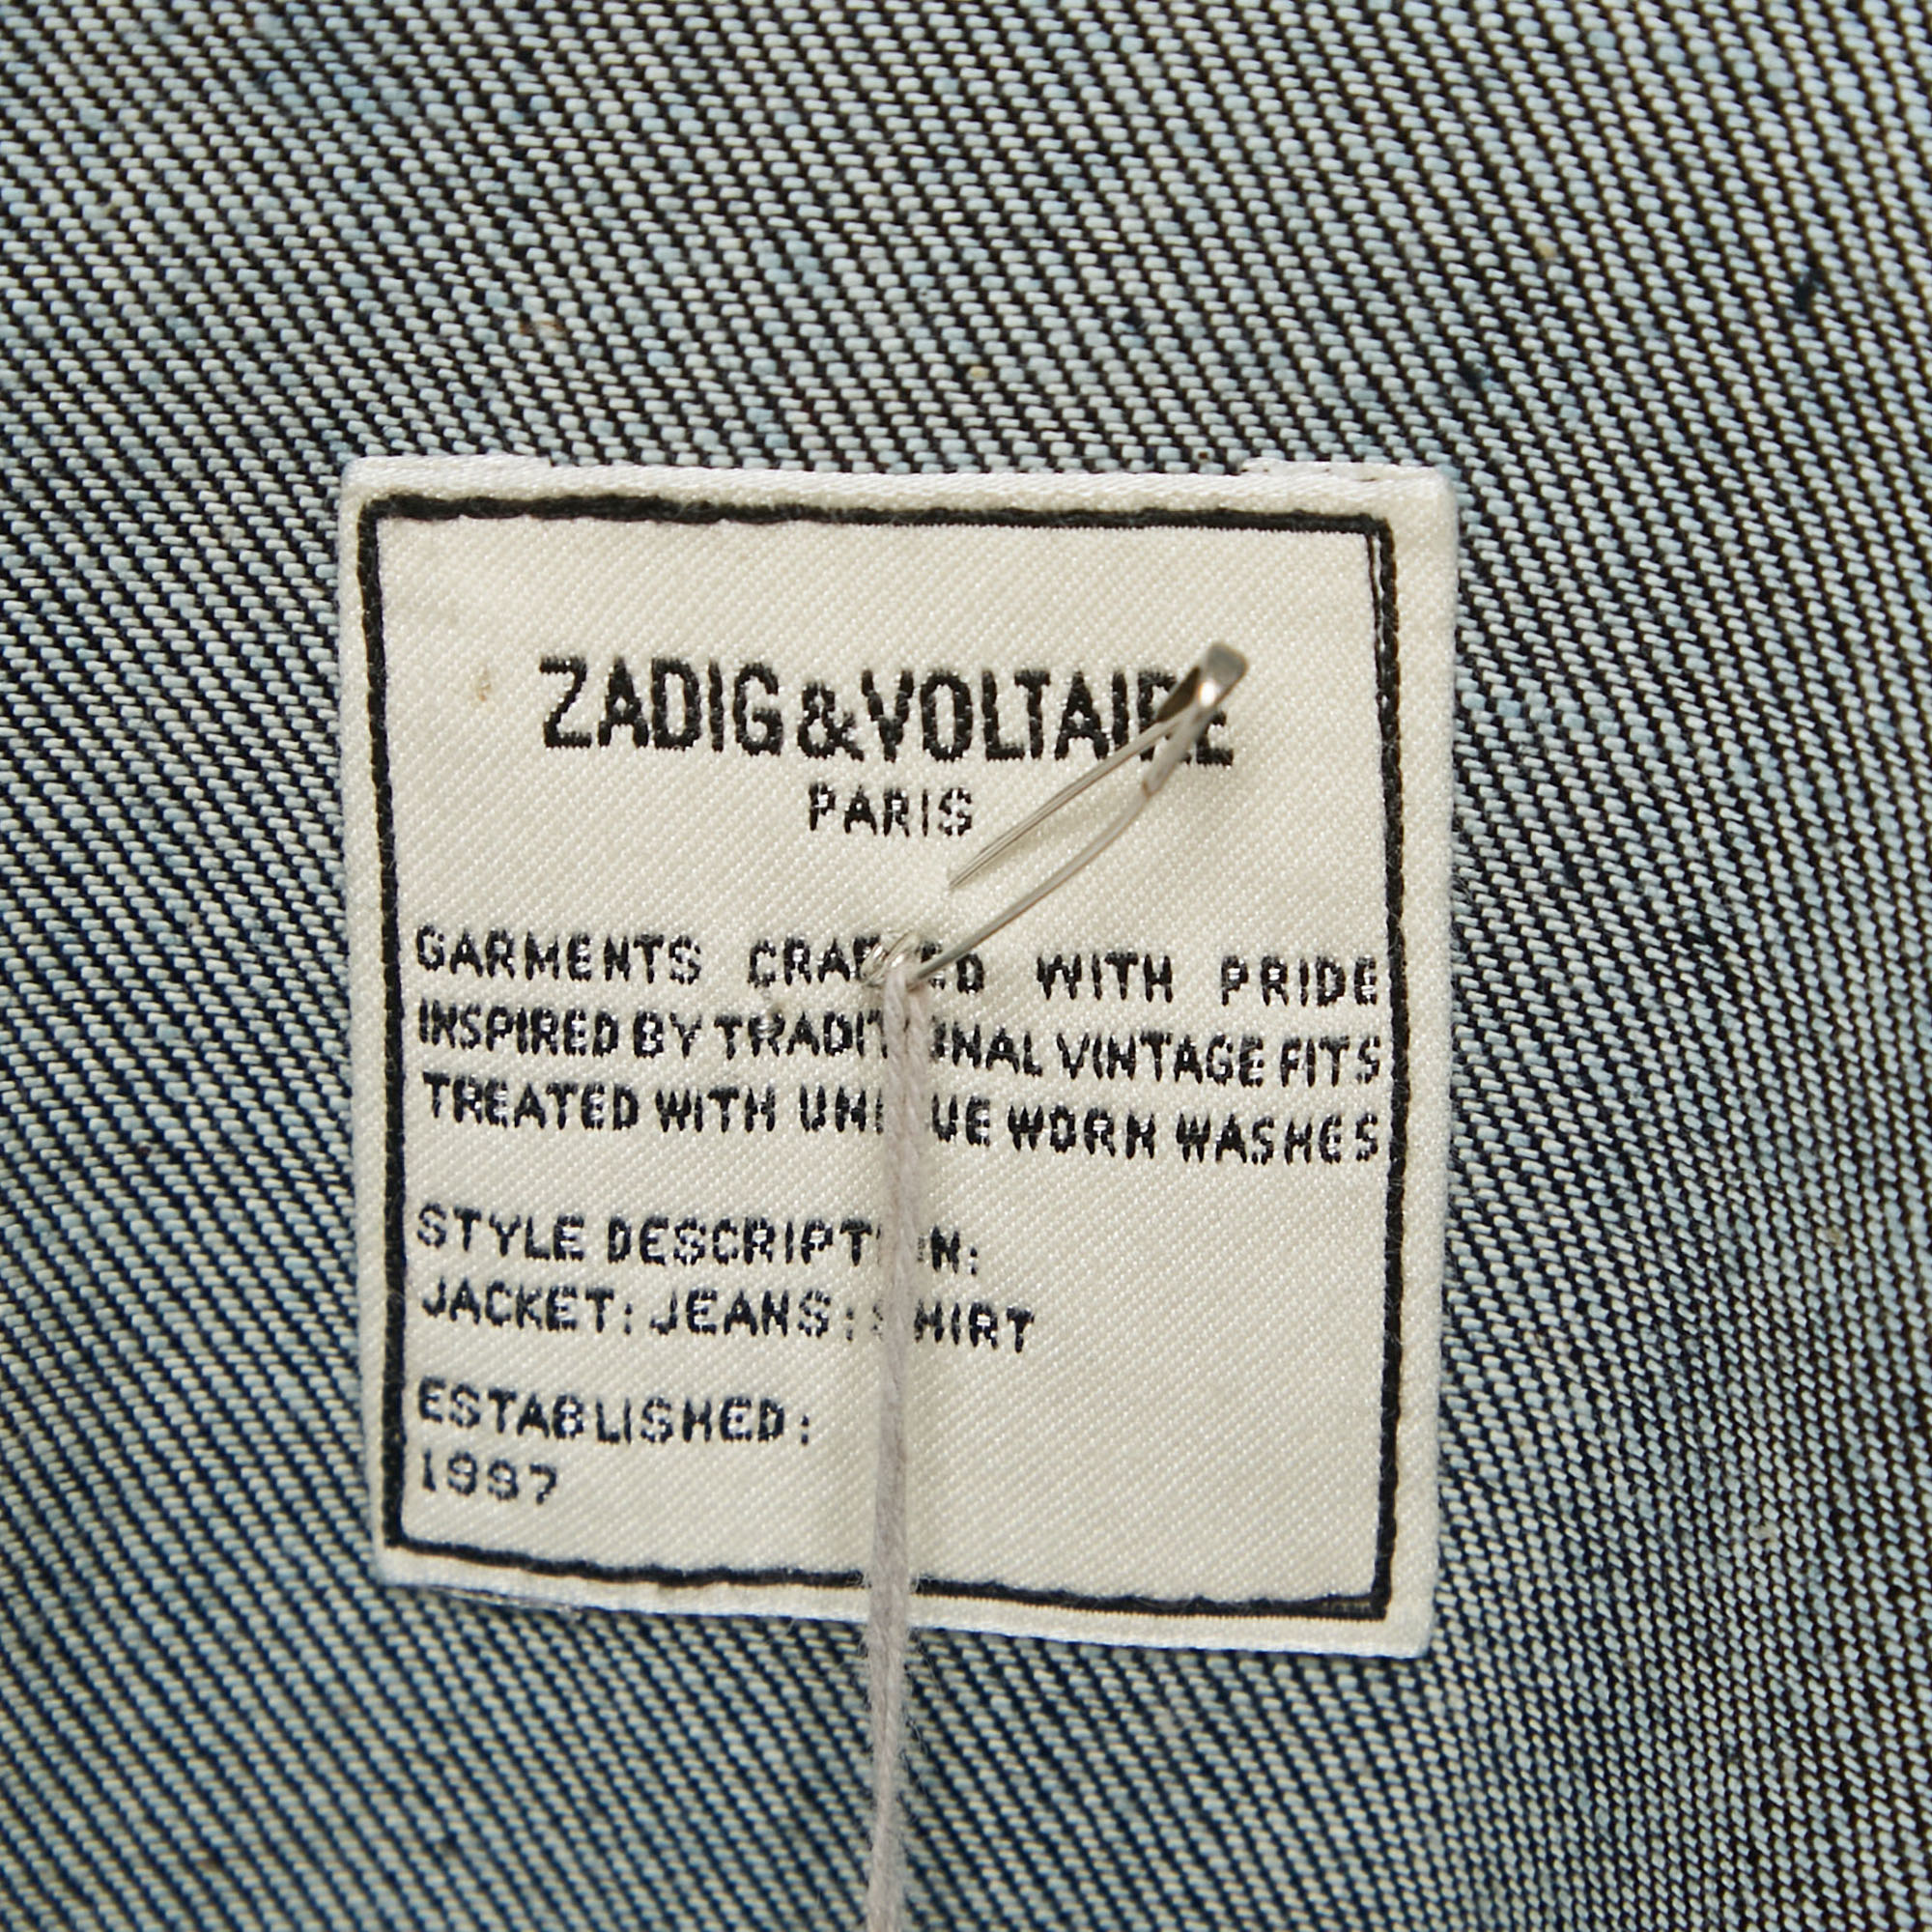 ZADIG&VOLTAIRE
PARIS
GARMENTS CRAFTED WITH PRIDE
INSPIRED BY TRADITIONAL VINTAGE FITS
TREATED WITH UNIQUE WORN WASHES
STYLE DESCRIPTION:
JACKET: JEANS: SHIRT
ESTABLISHED:
1997